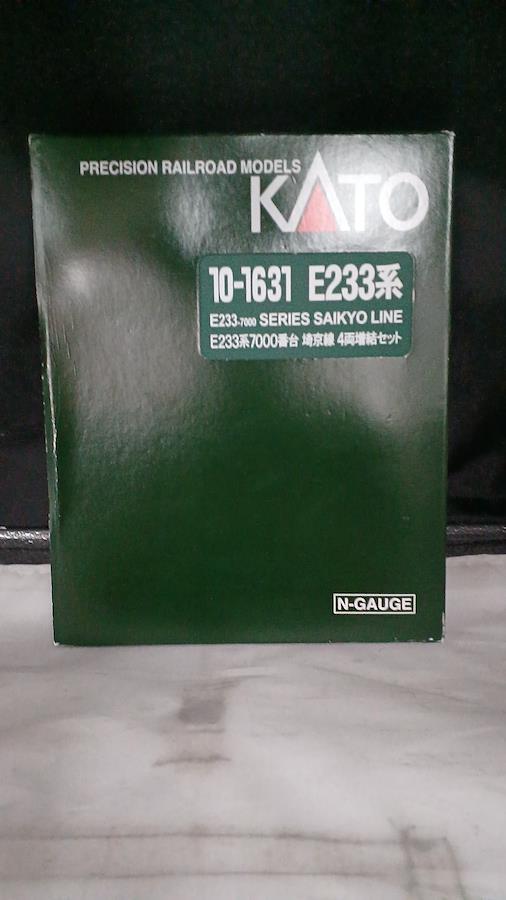 PRECISION RAILROAD MODELS
KATO
10-1631 E233系
E233-7000 SERIES SAIKYO LINE
E233系7000番台 埼京線 4両増結セット
N-GAUGE